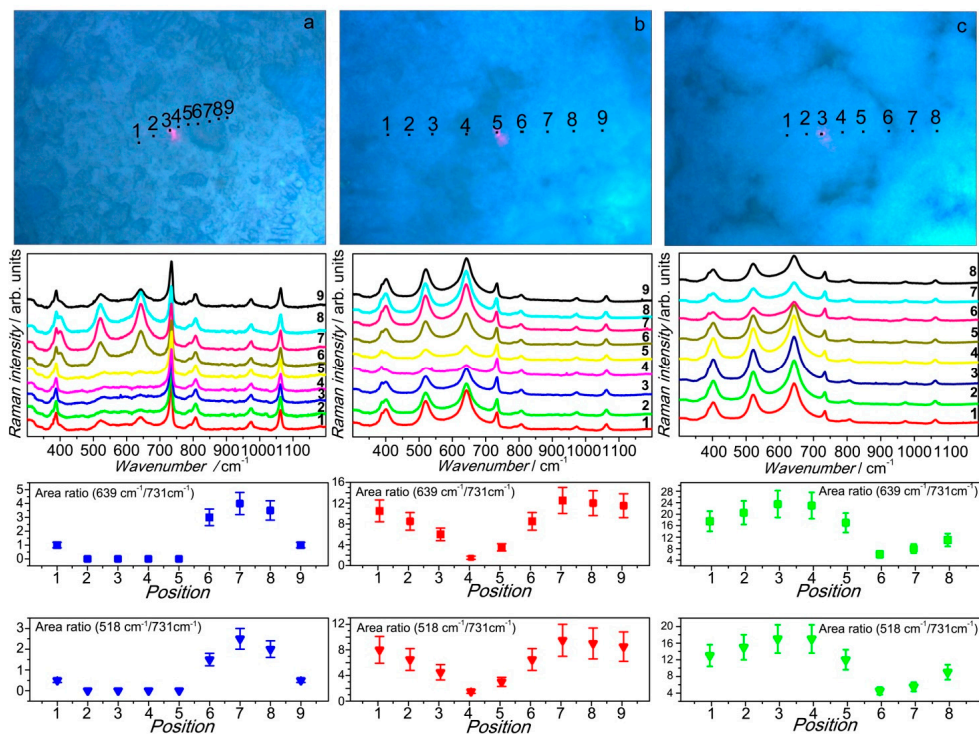 a
1 2 3 4 5 6 7 8 9
b
1 2 3 4 5 6 7 8 9
c
1 2 3 4 5 6 7 8
Raman intensity / arb. units
9
8
7
6
5
4
3
2
1
400 500 600 700 800 900 1000 1100
Wavenumber / cm⁻¹
Raman intensity / arb. units
9
8
7
6
5
4
3
2
1
400 500 600 700 800 900 1000 1100
Wavenumber / cm⁻¹
Raman intensity / arb. units
8
7
6
5
4
3
2
1
400 500 600 700 800 900 1000 1100
Wavenumber / cm⁻¹
Area ratio (639 cm⁻¹/731cm⁻¹)
5
4
3
2
1
0
1 2 3 4 5 6 7 8 9
Position
Area ratio (639 cm⁻¹/731cm⁻¹)
16
12
8
4
0
1 2 3 4 5 6 7 8 9
Position
Area ratio (639 cm⁻¹/731cm⁻¹)
28
24
20
16
12
8
4
1 2 3 4 5 6 7 8
Position
Area ratio (518 cm⁻¹/731cm⁻¹)
3
2
1
0
1 2 3 4 5 6 7 8 9
Position
Area ratio (518 cm⁻¹/731cm⁻¹)
12
8
4
0
1 2 3 4 5 6 7 8 9
Position
Area ratio (518 cm⁻¹/731cm⁻¹)
20
16
12
8
4
1 2 3 4 5 6 7 8
Position